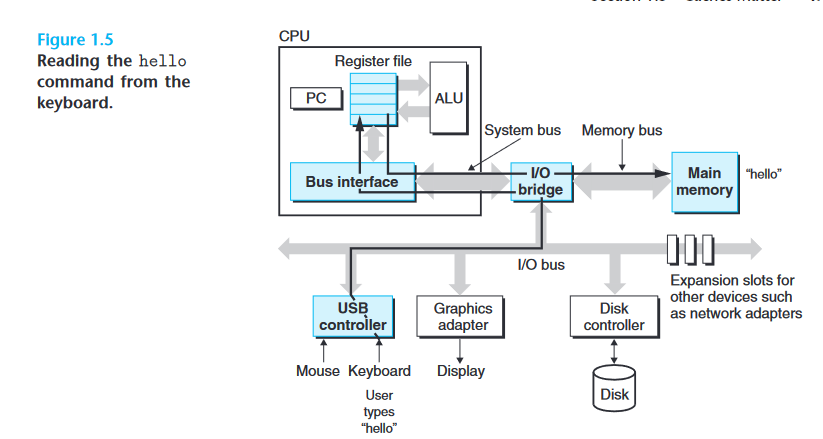 Figure 1.5
Reading the hello
command from the
keyboard.
CPU
Register file
PC
ALU
System bus
Memory bus
Bus interface
I/O
bridge
Main
memory
“hello”
I/O bus
Expansion slots for
other devices such
as network adapters
USB
controller
Graphics
adapter
Disk
controller
Mouse
Keyboard
Display
Disk
User
types
“hello”